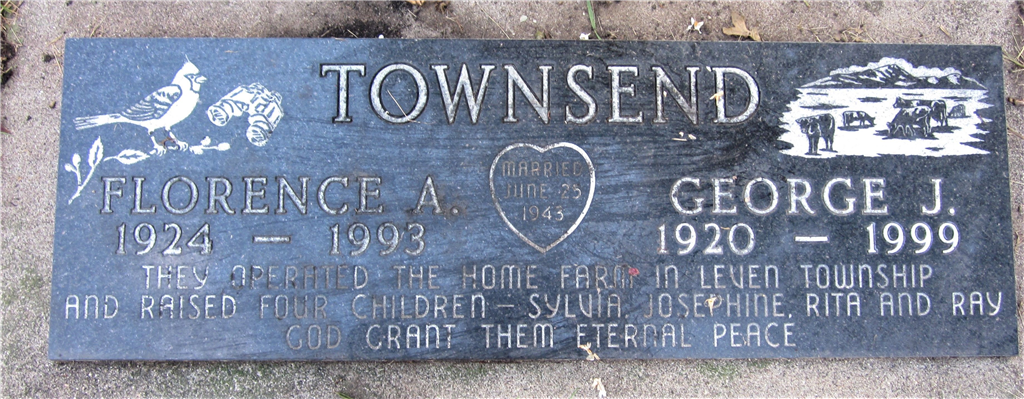 TOWNSEND
MARRIED
JUNE 25
1943
FLORENCE A.
1924 — 1993
GEORGE J.
1920 — 1999
THEY OPERATED THE HOME FARM IN LEVEN TOWNSHIP
AND RAISED FOUR CHILDREN — SYLVIA, JOSEPHINE, RITA AND RAY
GOD GRANT THEM ETERNAL PEACE